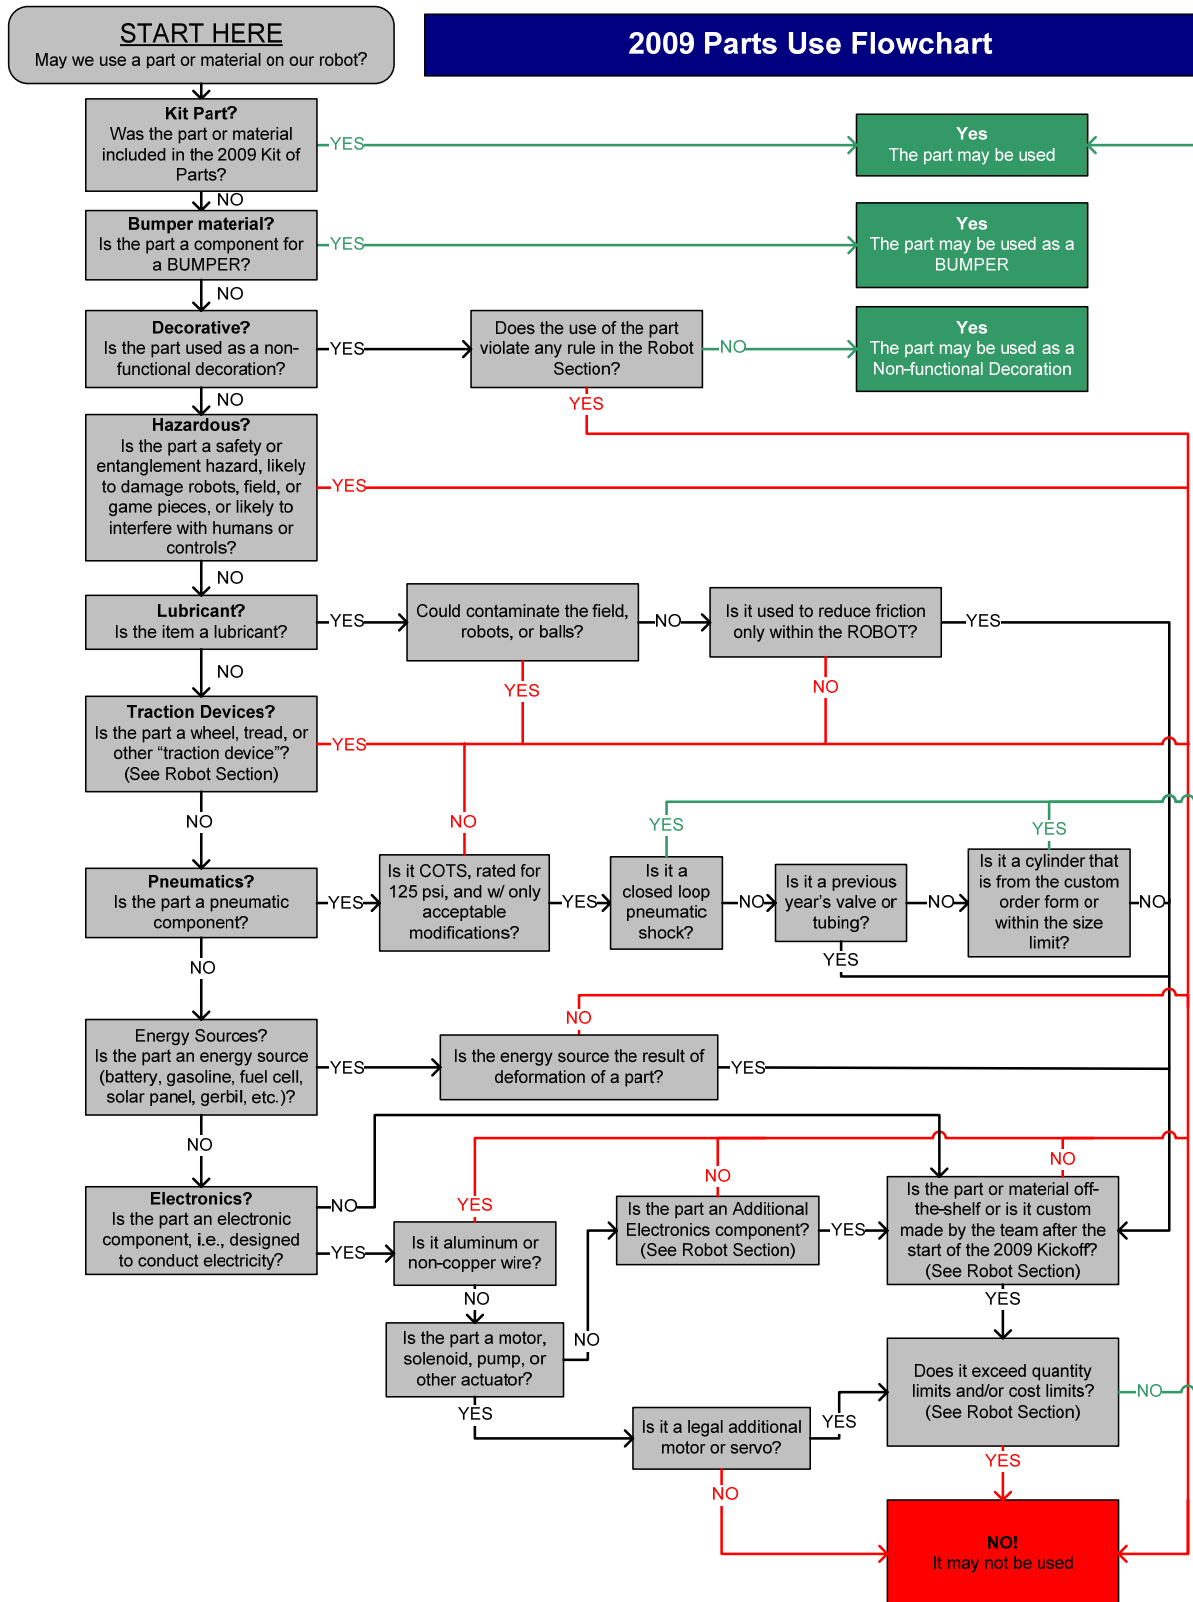 START HERE
May we use a part or material on our robot?
2009 Parts Use Flowchart
Kit Part?
Was the part or material
included in the 2009 Kit of
Parts?
YES
Yes
The part may be used
NO
Bumper material?
Is the part a component for
a BUMPER?
YES
Yes
The part may be used as a
BUMPER
NO
Decorative?
Is the part used as a non-
functional decoration?
YES
Does the use of the part
violate any rule in the Robot
Section?
NO
Yes
The part may be used as a
Non-functional Decoration
YES
NO
Hazardous?
Is the part a safety or
entanglement hazard, likely
to damage robots, field, or
game pieces, or likely to
interfere with humans or
controls?
YES
NO
Lubricant?
Is the item a lubricant?
YES
Could contaminate the field,
robots, or balls?
NO
Is it used to reduce friction
only within the ROBOT?
YES
YES
NO
NO
Traction Devices?
Is the part a wheel, tread, or
other “traction device”?
(See Robot Section)
YES
NO
Pneumatics?
Is the part a pneumatic
component?
YES
NO
Is it COTS, rated for
125 psi, and w/ only
acceptable
modifications?
YES
YES
Is it a
closed loop
pneumatic
shock?
NO
Is it a previous
year’s valve or
tubing?
YES
NO
YES
Is it a cylinder that
is from the custom
order form or
within the size
limit?
NO
NO
Energy Sources?
Is the part an energy source
(battery, gasoline, fuel cell,
solar panel, gerbil, etc.)?
YES
NO
Is the energy source the result of
deformation of a part?
YES
NO
Electronics?
Is the part an electronic
component, i.e., designed
to conduct electricity?
NO
YES
YES
Is it aluminum or
non-copper wire?
NO
Is the part a motor,
solenoid, pump, or
other actuator?
NO
YES
NO
Is the part an Additional
Electronics component?
(See Robot Section)
YES
NO
Is the part or material off-
the-shelf or is it custom
made by the team after the
start of the 2009 Kickoff?
(See Robot Section)
YES
Is it a legal additional
motor or servo?
YES
NO
Does it exceed quantity
limits and/or cost limits?
(See Robot Section)
NO
YES
NO!
It may not be used